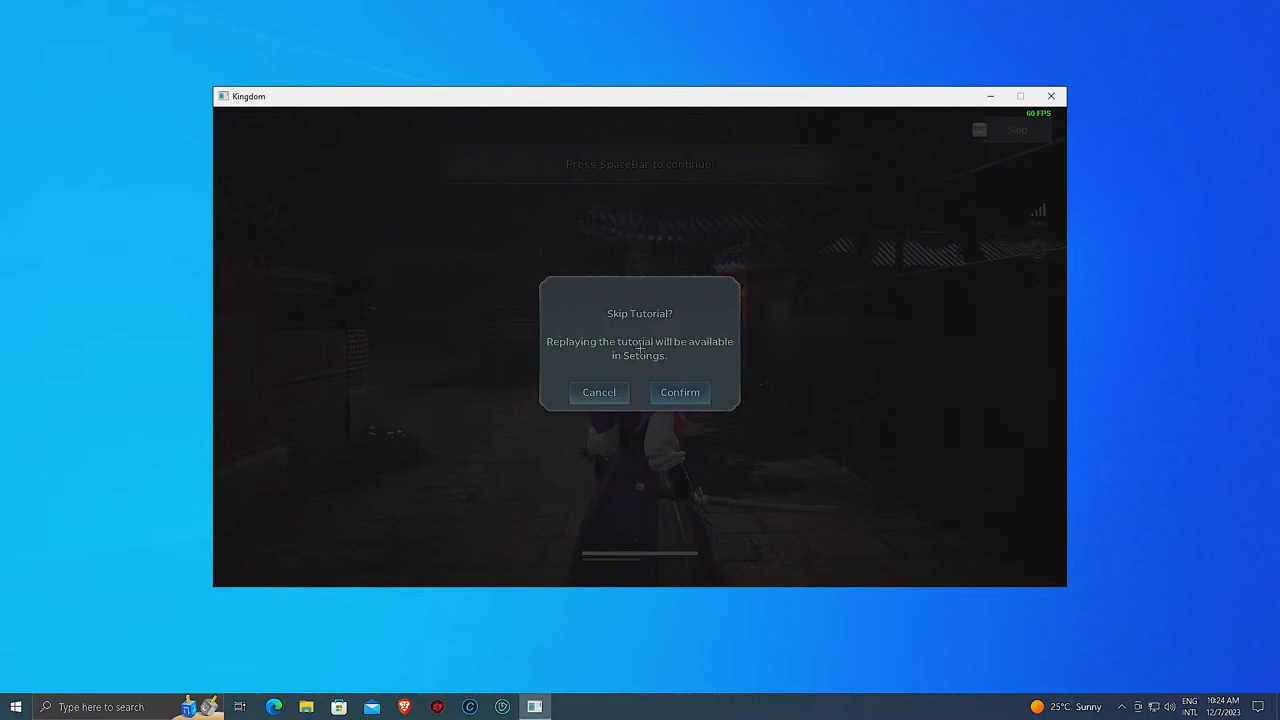 Kingdom
60 FPS
Skip
Press SpaceBar to continue.
Skip Tutorial?
Replaying the tutorial will be available
in Settings.
Cancel
Confirm
Type here to search
25°C Sunny
ENG
INTL
10:24 AM
12/7/2023